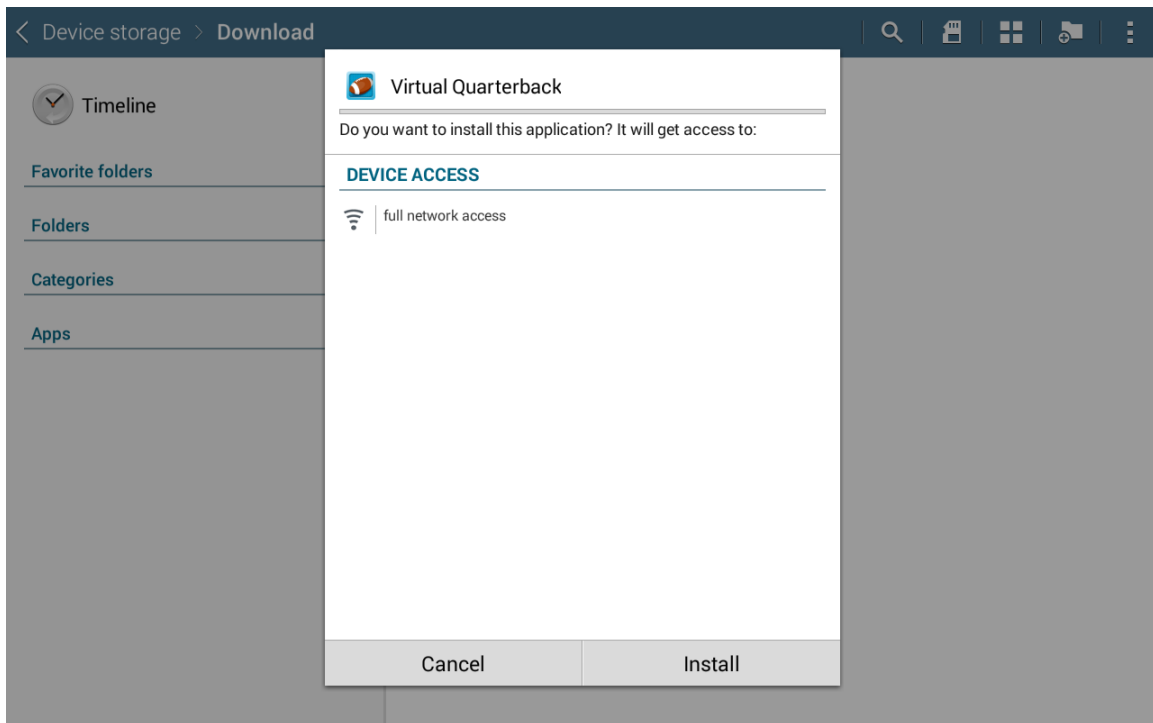 Device storage > Download
Timeline
Favorite folders
Folders
Categories
Apps
Virtual Quarterback
Do you want to install this application? It will get access to:
DEVICE ACCESS
full network access
Cancel
Install